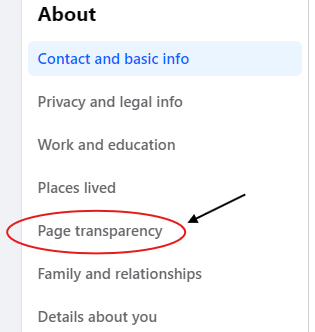 About
Contact and basic info
Privacy and legal info
Work and education
Places lived
Page transparency
Family and relationships
Details about you